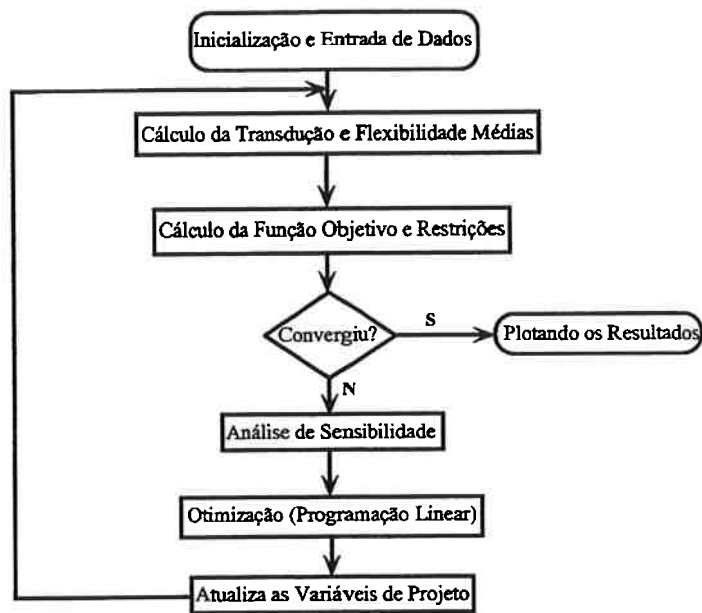 Inicialização e Entrada de Dados
Cálculo da Transdução e Flexibilidade Médias
Cálculo da Função Objetivo e Restrições
Convergiu?
S
Plotando os Resultados
N
Análise de Sensibilidade
Otimização (Programação Linear)
Atualiza as Variáveis de Projeto